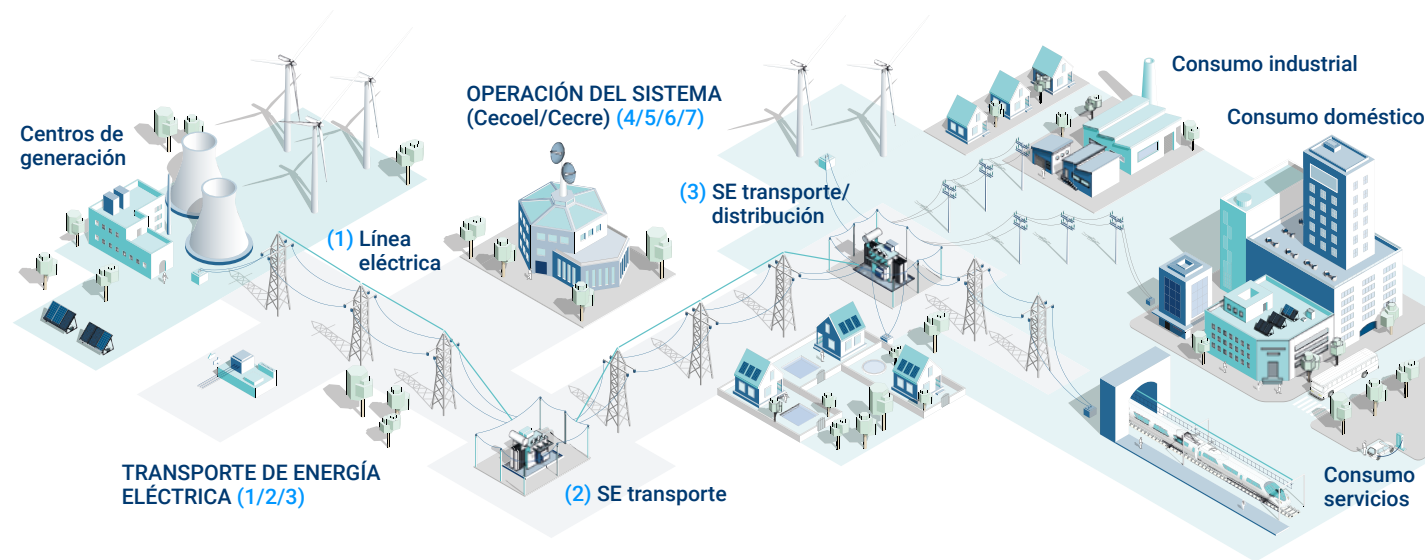 Centros de
generación
OPERACIÓN DEL SISTEMA
(Cecoel/Cecre) (4/5/6/7)
Consumo industrial
Consumo doméstico
(1) Línea
eléctrica
(3) SE transporte/
distribución
TRANSPORTE DE ENERGÍA
ELÉCTRICA (1/2/3)
(2) SE transporte
Consumo
servicios